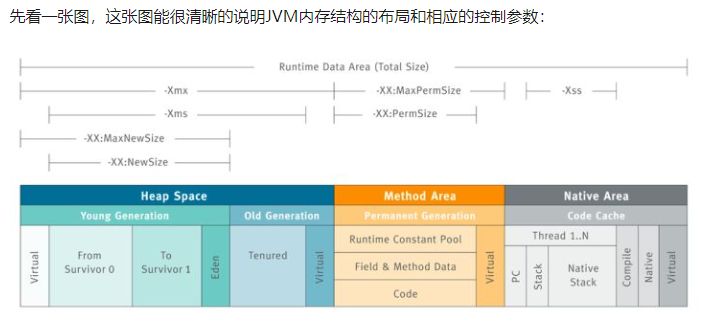 先看一张图，这张图能很清晰的说明JVM内存结构的布局和相应的控制参数：
Runtime Data Area (Total Size)
-Xmx
-XX:MaxPermSize
-Xss
-Xms
-XX:PermSize
-XX:MaxNewSize
-XX:NewSize
Heap Space
Method Area
Native Area
Young Generation
Old Generation
Permanent Generation
Code Cache
Virtual
From
Survivor 0
To
Survivor 1
Eden
Tenured
Virtual
Runtime Constant Pool
Field & Method Data
Code
Virtual
Thread 1..N
PC
Stack
Native
Stack
Compile
Native
Virtual